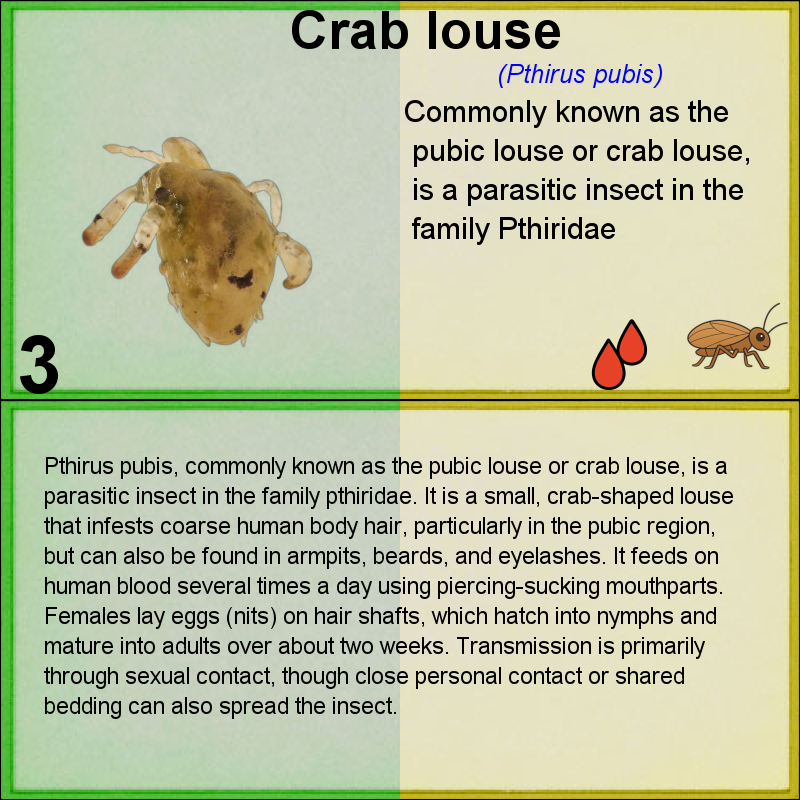 Crab louse
(Pthirus pubis)
Commonly known as the
pubic louse or crab louse,
is a parasitic insect in the
family Pthiridae
3
Pthirus pubis, commonly known as the pubic louse or crab louse, is a
parasitic insect in the family pthiridae. It is a small, crab-shaped louse
that infests coarse human body hair, particularly in the pubic region,
but can also be found in armpits, beards, and eyelashes. It feeds on
human blood several times a day using piercing-sucking mouthparts.
Females lay eggs (nits) on hair shafts, which hatch into nymphs and
mature into adults over about two weeks. Transmission is primarily
through sexual contact, though close personal contact or shared
bedding can also spread the insect.